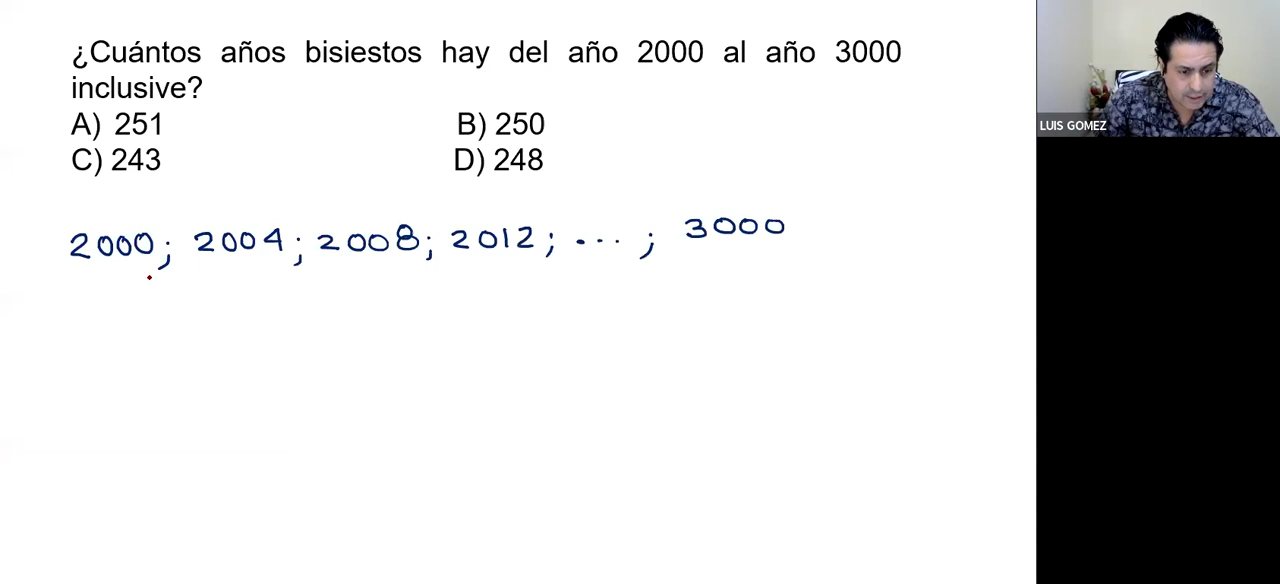 ¿Cuántos años bisiestos hay del año 2000 al año 3000
inclusive?
A) 251 B) 250
C) 243 D) 248
2000; 2004; 2008; 2012; ...; 3000
LUIS GOMEZ